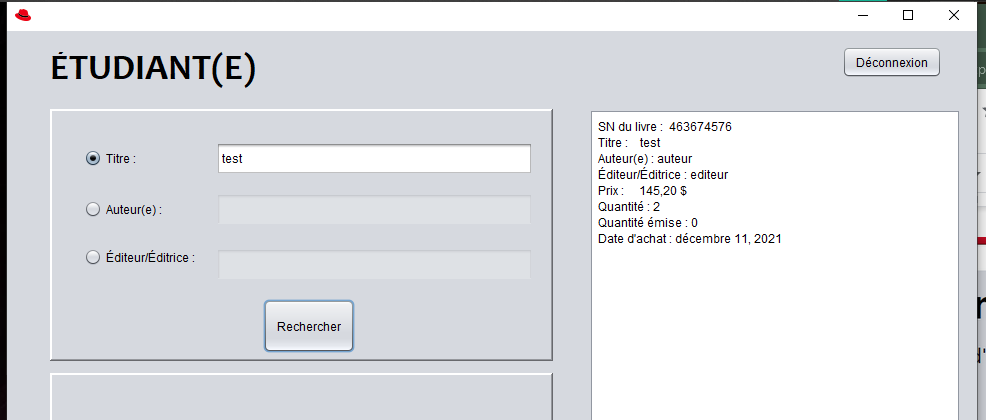 ÉTUDIANT(E)
Déconnexion
Titre :
test
Auteur(e) :
Éditeur/Éditrice :
Rechercher
SN du livre : 463674576
Titre : test
Auteur(e) : auteur
Éditeur/Éditrice : editeur
Prix : 145,20 $
Quantité : 2
Quantité émise : 0
Date d'achat : décembre 11, 2021